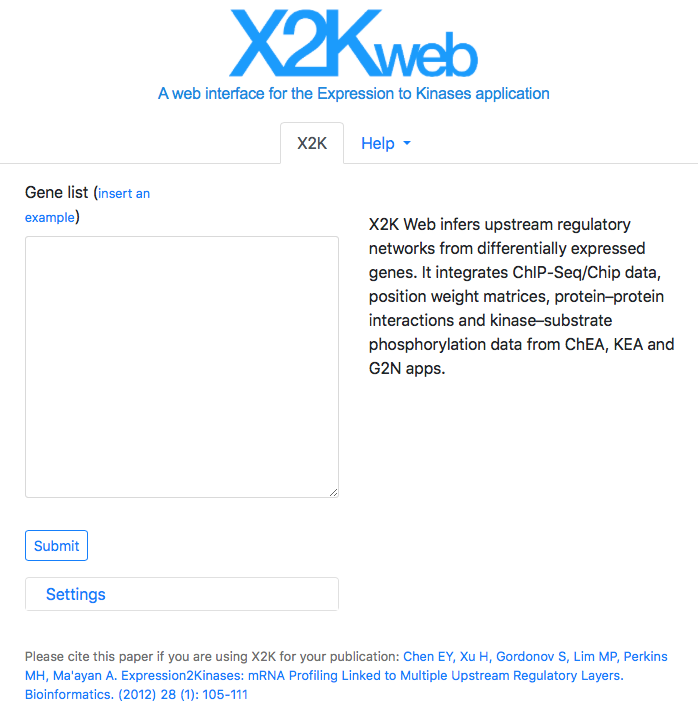 X2Kweb
A web interface for the Expression to Kinases application
X2K
Help
Gene list (insert an
example)
X2K Web infers upstream regulatory
networks from differentially expressed
genes. It integrates ChIP-Seq/Chip data,
position weight matrices, protein–protein
interactions and kinase–substrate
phosphorylation data from ChEA, KEA and
G2N apps.
Submit
Settings
Please cite this paper if you are using X2K for your publication: Chen EY, Xu H, Gordonov S, Lim MP, Perkins
MH, Ma'ayan A. Expression2Kinases: mRNA Profiling Linked to Multiple Upstream Regulatory Layers.
Bioinformatics. (2012) 28 (1): 105-111